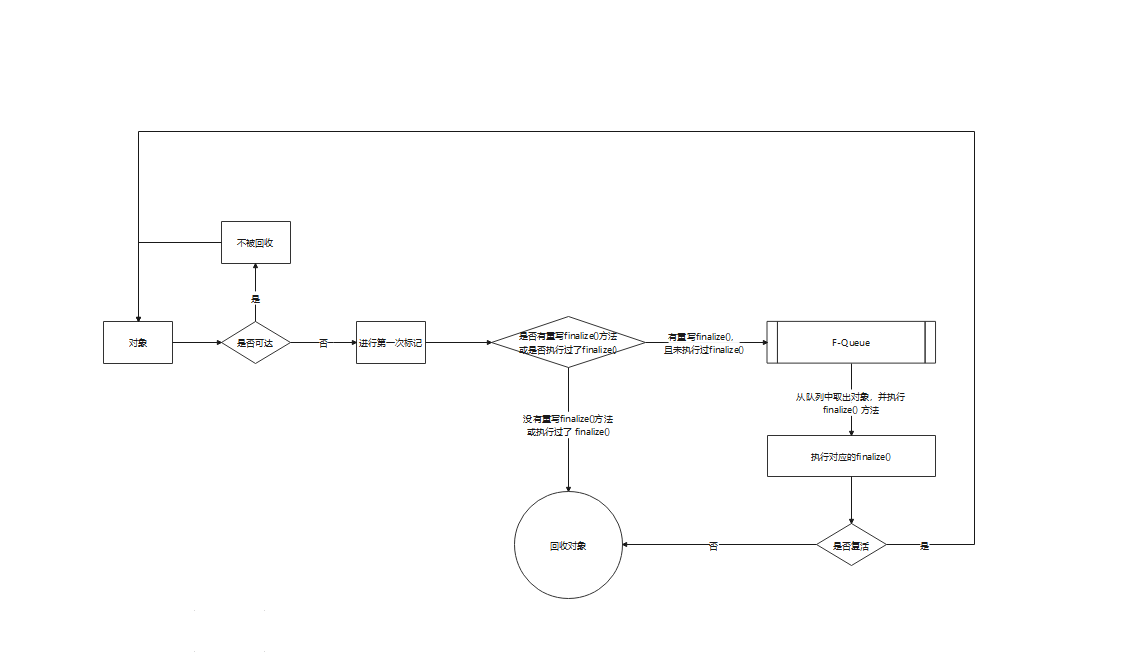 不被回收
是
对象
是否可达
否
进行第一次标记
是否有重写finalize()方法
或是否执行过了finalize()
有重写finalize(),
且未执行过finalize()
F-Queue
从队列中取出对象，并执行
finalize() 方法
没有重写finalize()方法
或执行过了 finalize()
执行对应的finalize()
回收对象
否
是否复活
是